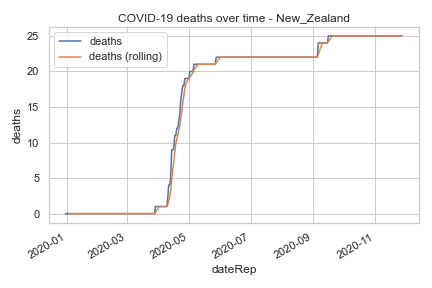 COVID-19 deaths over time - New_Zealand
deaths
deaths (rolling)
25
20
15
10
5
0
deaths
2020-01
2020-03
2020-05
2020-07
2020-09
2020-11
dateRep